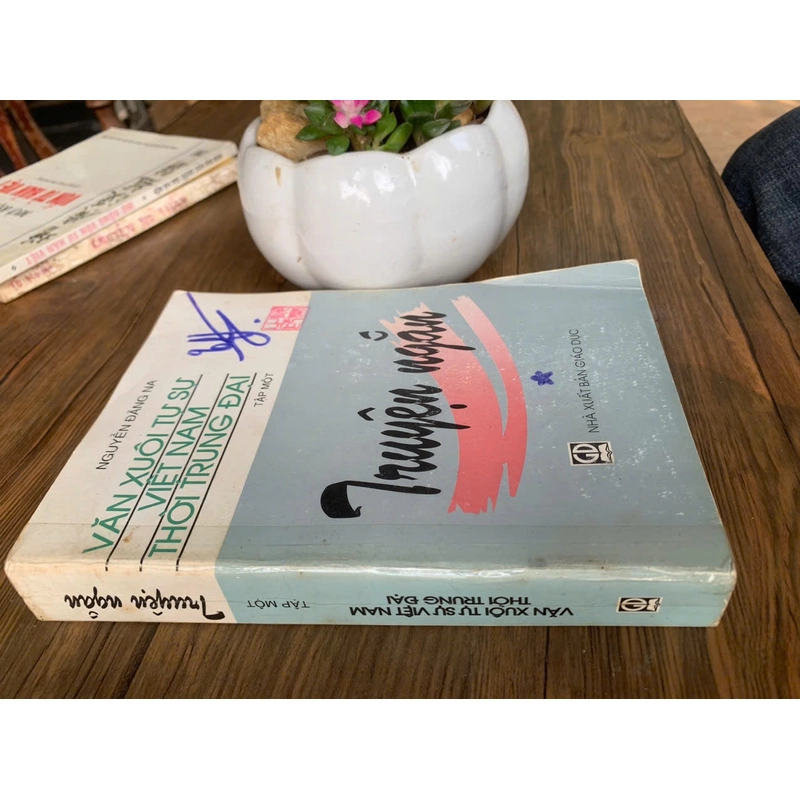 NGUYỄN ĐĂNG NA
VĂN XUÔI TỰ SỰ
VIỆT NAM
THỜI TRUNG ĐẠI
TẬP MỘT
Truyện ngắn
GD
NHÀ XUẤT BẢN GIÁO DỤC
Truyện ngắn
TẬP MỘT
VĂN XUÔI TỰ SỰ VIỆT NAM
THỜI TRUNG ĐẠI